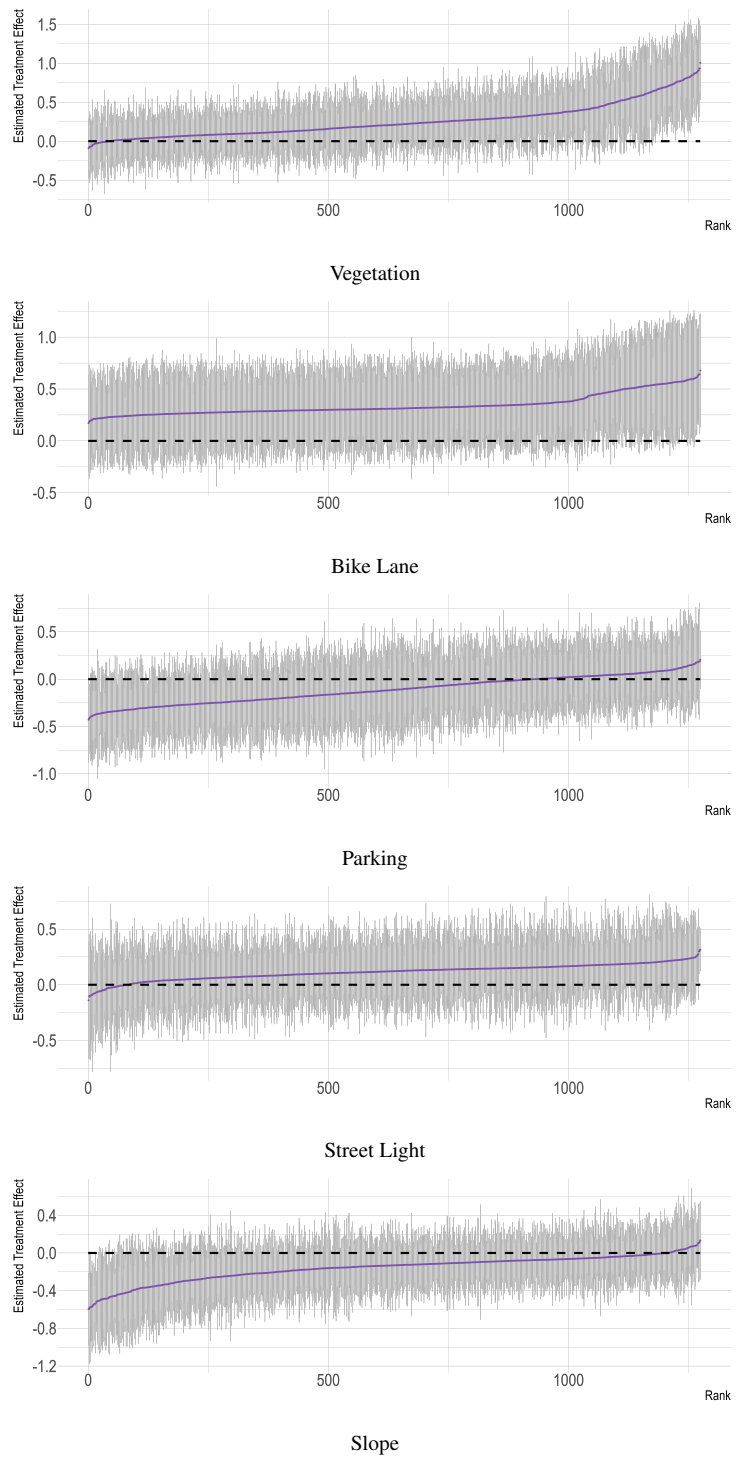 Estimated Treatment Effect
1.5
1.0
0.5
0.0
-0.5
0 500 1000
Rank
Vegetation
Estimated Treatment Effect
1.0
0.5
0.0
-0.5
0 500 1000
Rank
Bike Lane
Estimated Treatment Effect
0.5
0.0
-0.5
-1.0
0 500 1000
Rank
Parking
Estimated Treatment Effect
0.5
0.0
-0.5
0 500 1000
Rank
Street Light
Estimated Treatment Effect
0.4
0.0
-0.4
-0.8
-1.2
0 500 1000
Rank
Slope